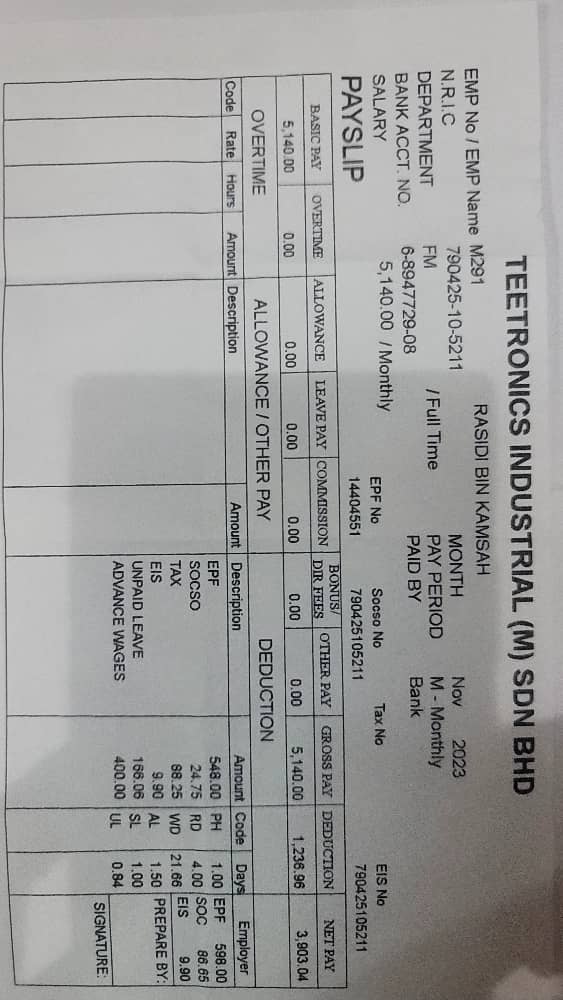 TEETRONICS INDUSTRIAL (M) SDN BHD
EMP No / EMP Name M291 RASIDI BIN KAMSAH
N.R.I.C 790425-10-5211 MONTH Nov 2023
DEPARTMENT FM / Full Time PAY PERIOD M - Monthly
BANK ACCT. NO. 6-8947729-08 PAID BY Bank
SALARY 5,140.00 / Monthly
EPF No Socso No Tax No EIS No
PAYSLIP 14404551 790425105211 790425105211
BASIC PAY OVERTIME ALLOWANCE LEAVE PAY COMMISSION BONUS/ DIR FEES OTHER PAY GROSS PAY DEDUCTION NET PAY
5,140.00 0.00 0.00 0.00 0.00 0.00 0.00 5,140.00 1,236.96 3,903.04
OVERTIME ALLOWANCE / OTHER PAY DEDUCTION
Code Rate Hours Amount Description Amount Description Amount Code Days Employer
EPF 548.00 PH 1.00 EPF 598.00
SOCSO 24.75 RD 4.00 SOC 86.65
TAX 88.25 WD 21.66 EIS 9.90
EIS 9.90 AL 1.50 PREPARE BY:
UNPAID LEAVE 166.06 SL 1.00
ADVANCE WAGES 400.00 UL 0.84
SIGNATURE: